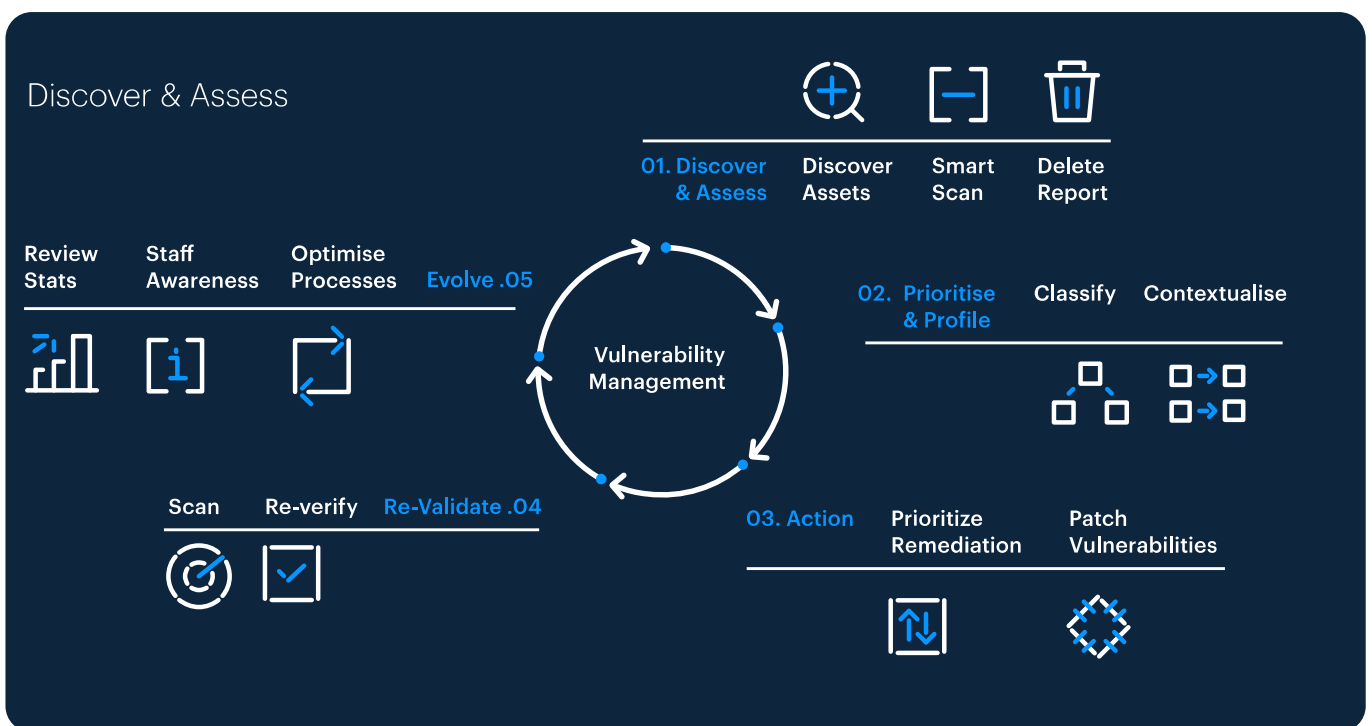 Discover & Assess
01. Discover
& Assess
Discover
Assets
Smart
Scan
Delete
Report
02. Prioritise
& Profile
Classify
Contextualise
03. Action
Prioritize
Remediation
Patch
Vulnerabilities
Scan
Re-verify
Re-Validate .04
Review
Stats
Staff
Awareness
Optimise
Processes
Evolve .05
Vulnerability
Management